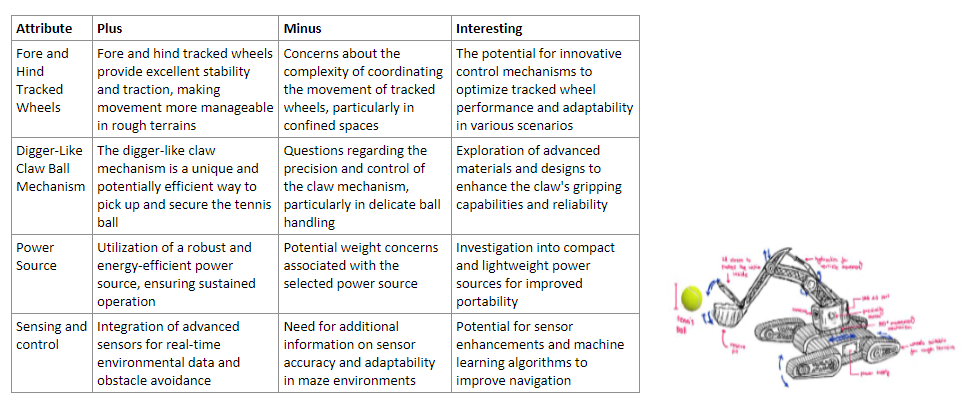 Attribute Plus Minus Interesting
Fore and Hind Tracked Wheels
Fore and hind tracked wheels provide excellent stability and traction, making movement more manageable in rough terrains
Concerns about the complexity of coordinating the movement of tracked wheels, particularly in confined spaces
The potential for innovative control mechanisms to optimize tracked wheel performance and adaptability in various scenarios
Digger-Like Claw Ball Mechanism
The digger-like claw mechanism is a unique and potentially efficient way to pick up and secure the tennis ball
Questions regarding the precision and control of the claw mechanism, particularly in delicate ball handling
Exploration of advanced materials and designs to enhance the claw's gripping capabilities and reliability
Power Source
Utilization of a robust and energy-efficient power source, ensuring sustained operation
Potential weight concerns associated with the selected power source
Investigation into compact and lightweight power sources for improved portability
Sensing and control
Integration of advanced sensors for real-time environmental data and obstacle avoidance
Need for additional information on sensor accuracy and adaptability in maze environments
Potential for sensor enhancements and machine learning algorithms to improve navigation
tennis
ball
power supply